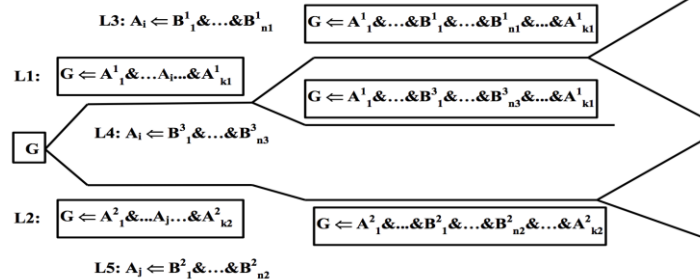 L3: Aᵢ ⇐ B¹₁&…&B¹ₙ₁
G ⇐ A¹₁&…&B¹₁&…&B¹ₙ₁&...&A¹ₖ₁
L1: G ⇐ A¹₁&…Aᵢ...&A¹ₖ₁
G ⇐ A¹₁&…&B³₁&…&B³ₙ₃&...&A¹ₖ₁
L4: Aᵢ ⇐ B³₁&…&B³ₙ₃
G
L2: G ⇐ A²₁&...Aⱼ…&A²ₖ₂
G ⇐ A²₁&...&B²₁&…&B²ₙ₂&…&A²ₖ₂
L5: Aⱼ ⇐ B²₁&…&B²ₙ₂